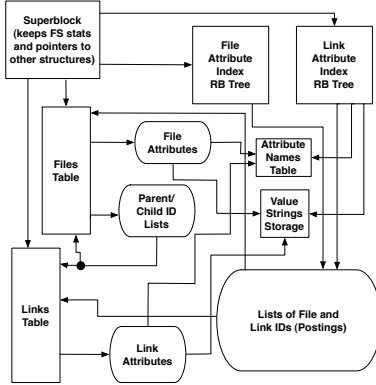 Superblock
(keeps FS stats
and pointers to
other structures)
File
Attribute
Index
RB Tree
Link
Attribute
Index
RB Tree
Files
Table
File
Attributes
Attribute
Names
Table
Parent/
Child ID
Lists
Value
Strings
Storage
Links
Table
Link
Attributes
Lists of File and
Link IDs (Postings)